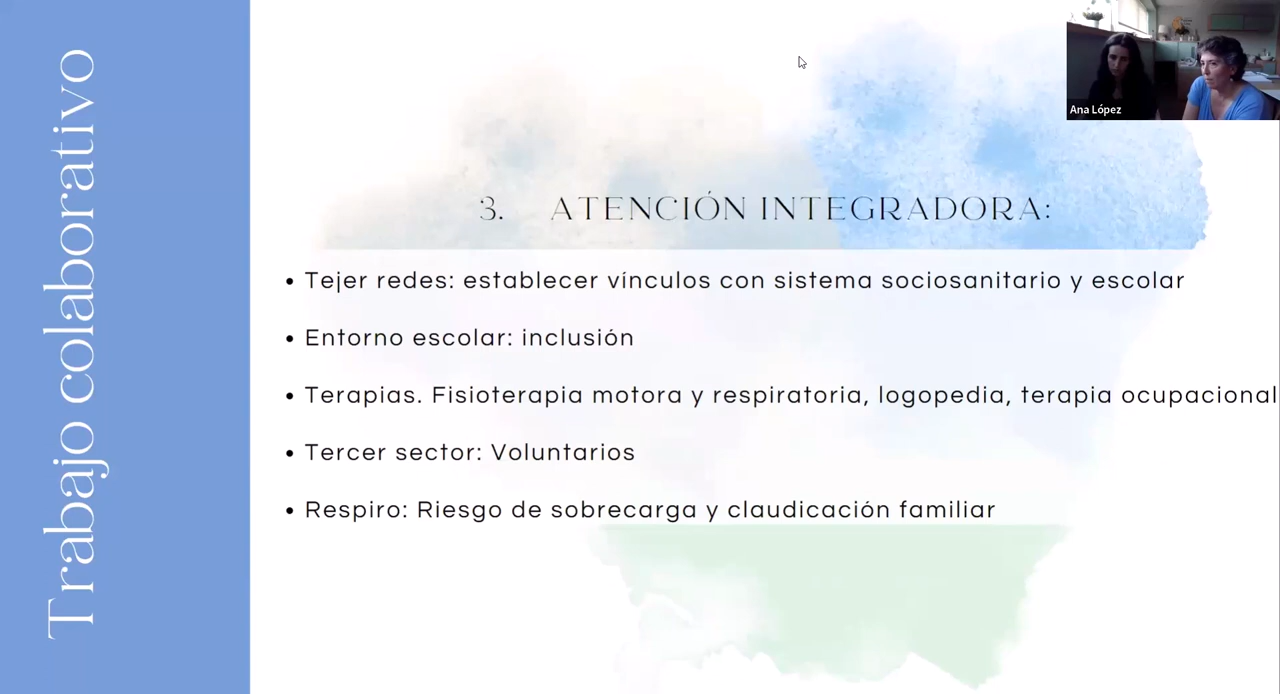 Trabajo colaborativo
Ana López
3. ATENCIÓN INTEGRADORA:
• Tejer redes: establecer vínculos con sistema sociosanitario y escolar
• Entorno escolar: inclusión
• Terapias. Fisioterapia motora y respiratoria, logopedia, terapia ocupacional
• Tercer sector: Voluntarios
• Respiro: Riesgo de sobrecarga y claudicación familiar